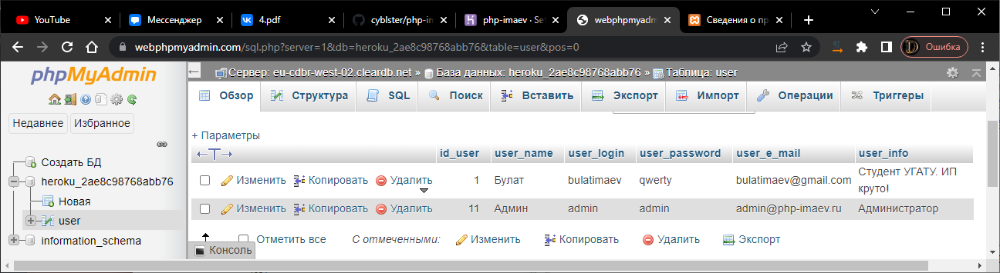 YouTube Мессенджер 4.pdf cyblster/php-im php-imaev · Se webphpmyadm Сведения о пр
webphpmyadmin.com/sql.php?server=1&db=heroku_2ae8c98768abb76&table=user&pos=0 Ошибка
phpMyAdmin
Недавнее Избранное
Создать БД
heroku_2ae8c98768abb76
Новая
user
information_schema
Сервер: eu-cdbr-west-02.cleardb.net » База данных: heroku_2ae8c98768abb76 » Таблица: user
Обзор Структура SQL Поиск Вставить Экспорт Импорт Операции Триггеры
+ Параметры
←T→ id_user user_name user_login user_password user_e_mail user_info
Изменить Копировать Удалить 1 Булат bulatimaev qwerty bulatimaev@gmail.com Студент УГАТУ. ИП
круто!
Изменить Копировать Удалить 11 Админ admin admin admin@php-imaev.ru Администратор
Отметить все С отмеченными: Изменить Копировать Удалить Экспорт
Консоль